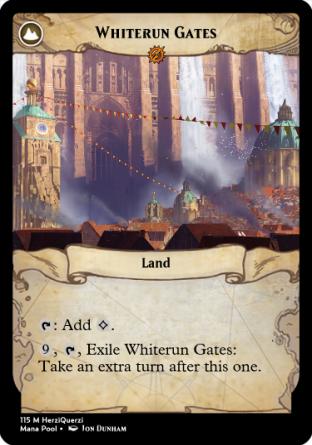 Whiterun Gates
Land
: Add .
9, , Exile Whiterun Gates:
Take an extra turn after this one.
115 M HerziQuerzi
Mana Pool • Jon Dunham